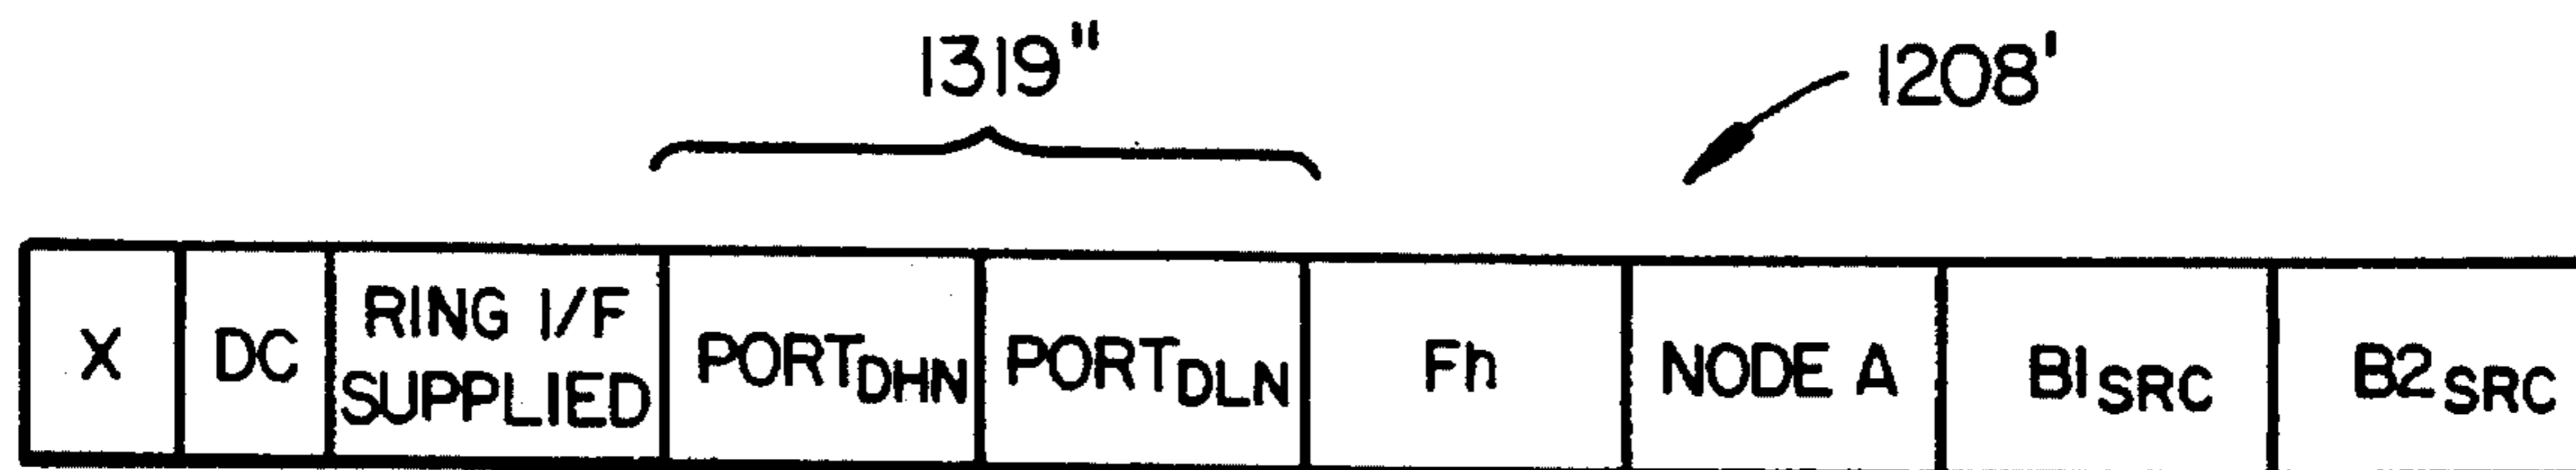 1319"
1208'
X
DC
RING I/F
SUPPLIED
PORTDHN
PORTDLN
Fh
NODE A
B1SRC
B2SRC